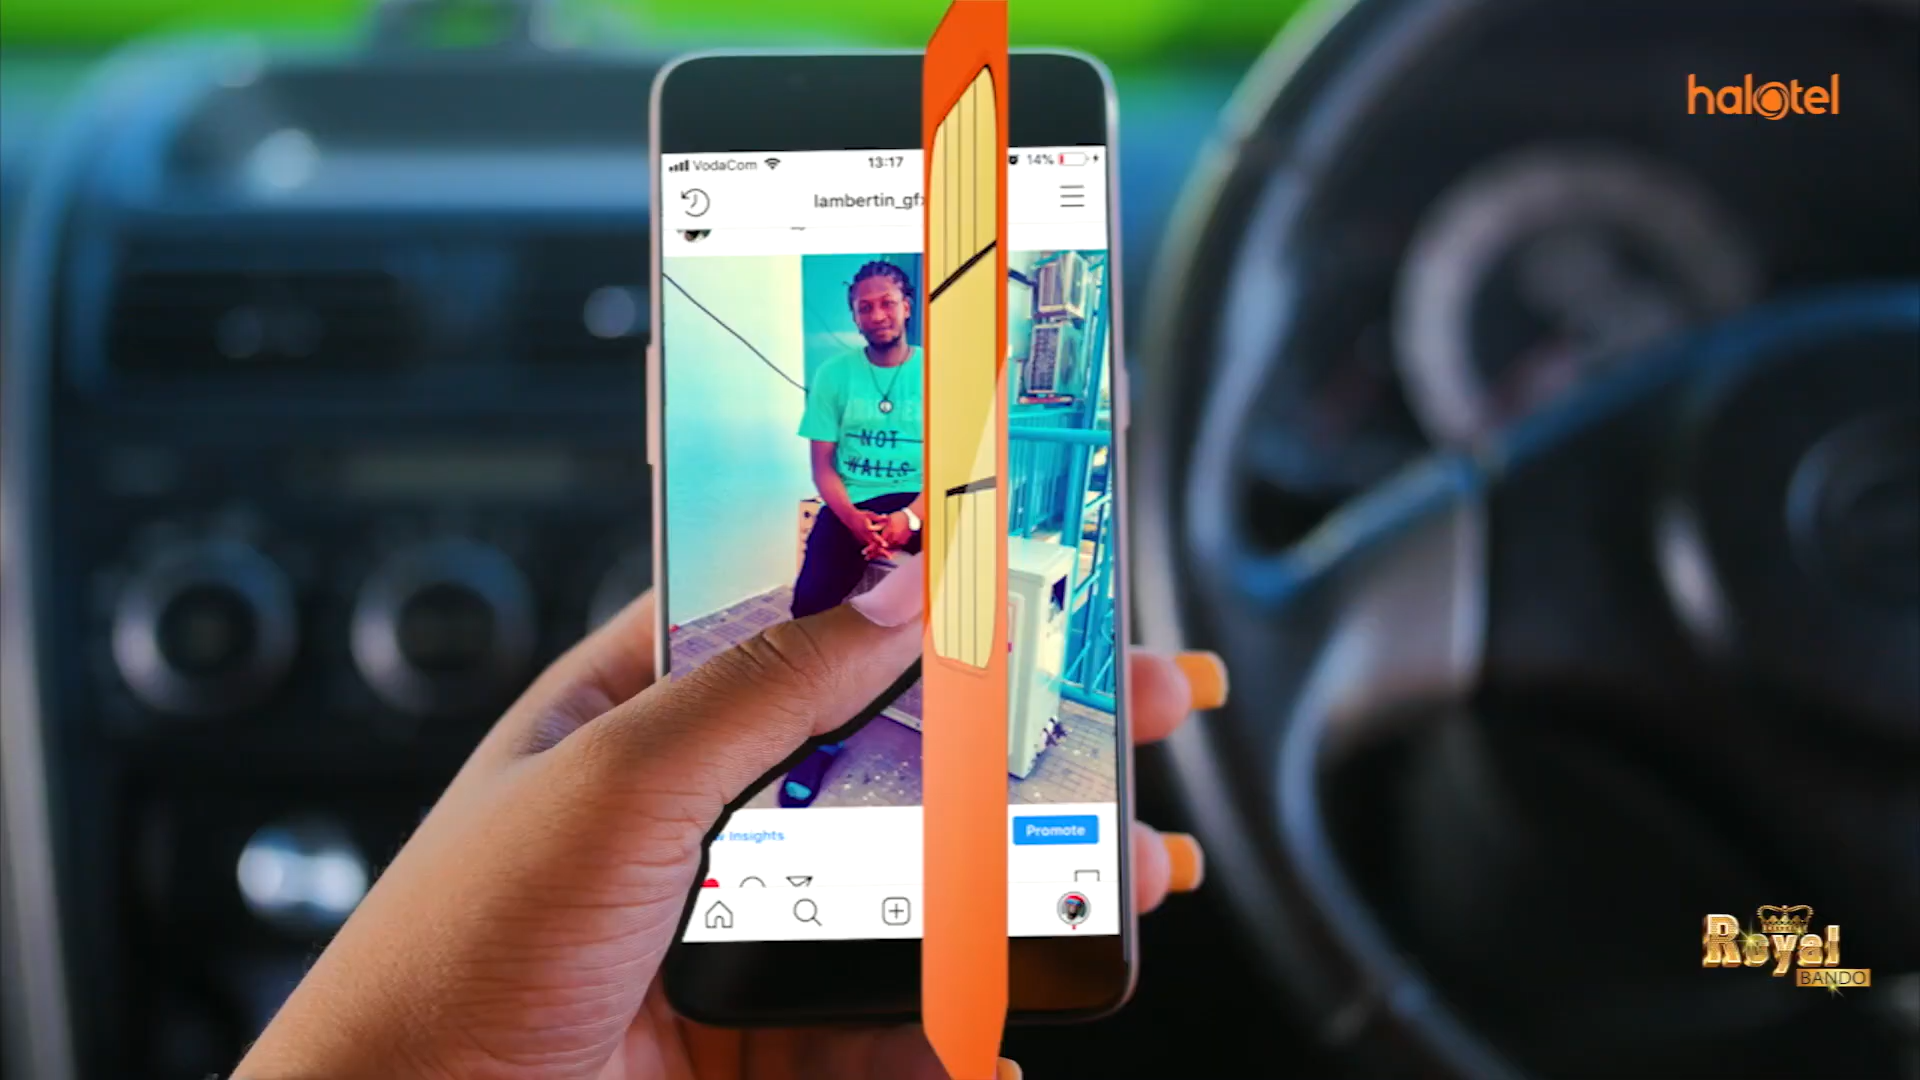 halotel
VodaCom
13:17
14%
lambertin_gf
NOT
WALLS
Insights
Promote
Royal
BANDO